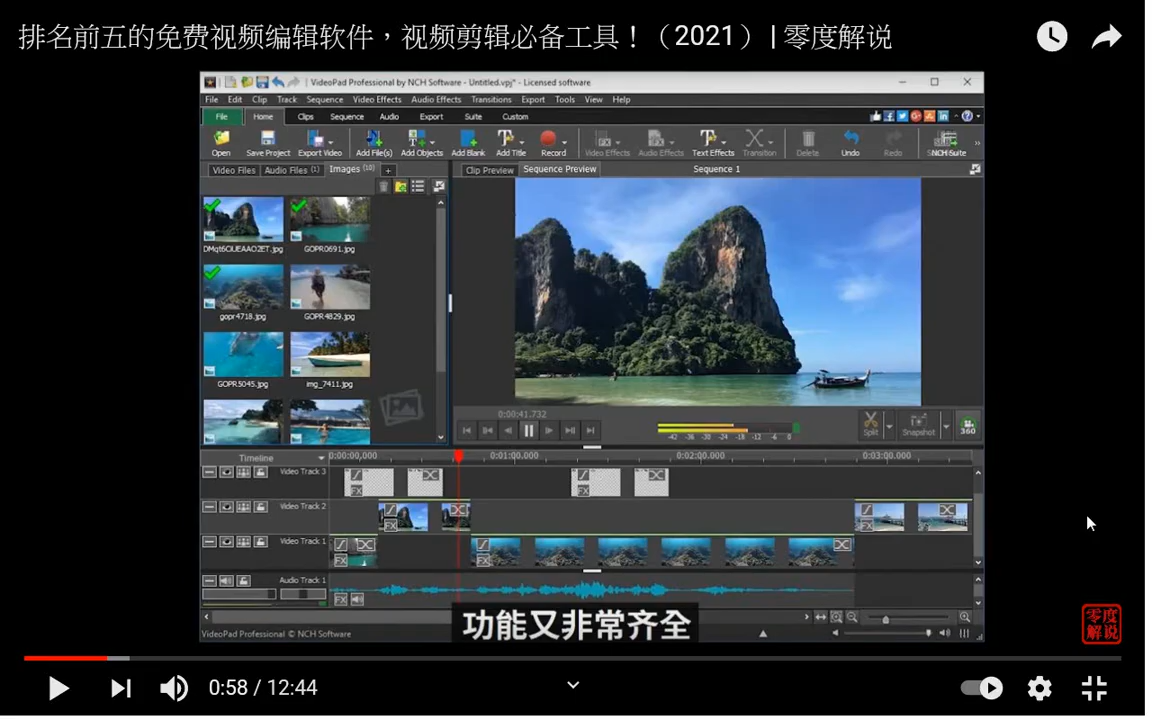 排名前五的免费视频编辑软件，视频剪辑必备工具！（2021） | 零度解说
VideoPad Professional by NCH Software - Untitled.vpj* - Licensed software
File Edit Clip Track Sequence Video Effects Audio Effects Transitions Export Tools View Help
File Home Clips Sequence Audio Export Suite Custom
Open Save Project Export Video Add File(s) Add Objects Add Blank Add Title Record Video Effects Audio Effects Text Effects Transition Delete Undo Redo NCH Suite
Video Files Audio Files (1) Images (10) +
Clip Preview Sequence Preview Sequence 1
GOPR0691.jpg
gopr4718.jpg GOPR4829.jpg
GOPR5045.jpg img_7411.jpg
0:00:41.732
-42 -36 -30 -24 -18 -12 -6 0
Split Snapshot 360
Timeline 0:00:00.000 0:01:00.000 0:02:00.000 0:03:00.000
Video Track 3
Video Track 2
Video Track 1
Audio Track 1
功能又非常齐全
VideoPad Professional © NCH Software
零度
解说
0:58 / 12:44